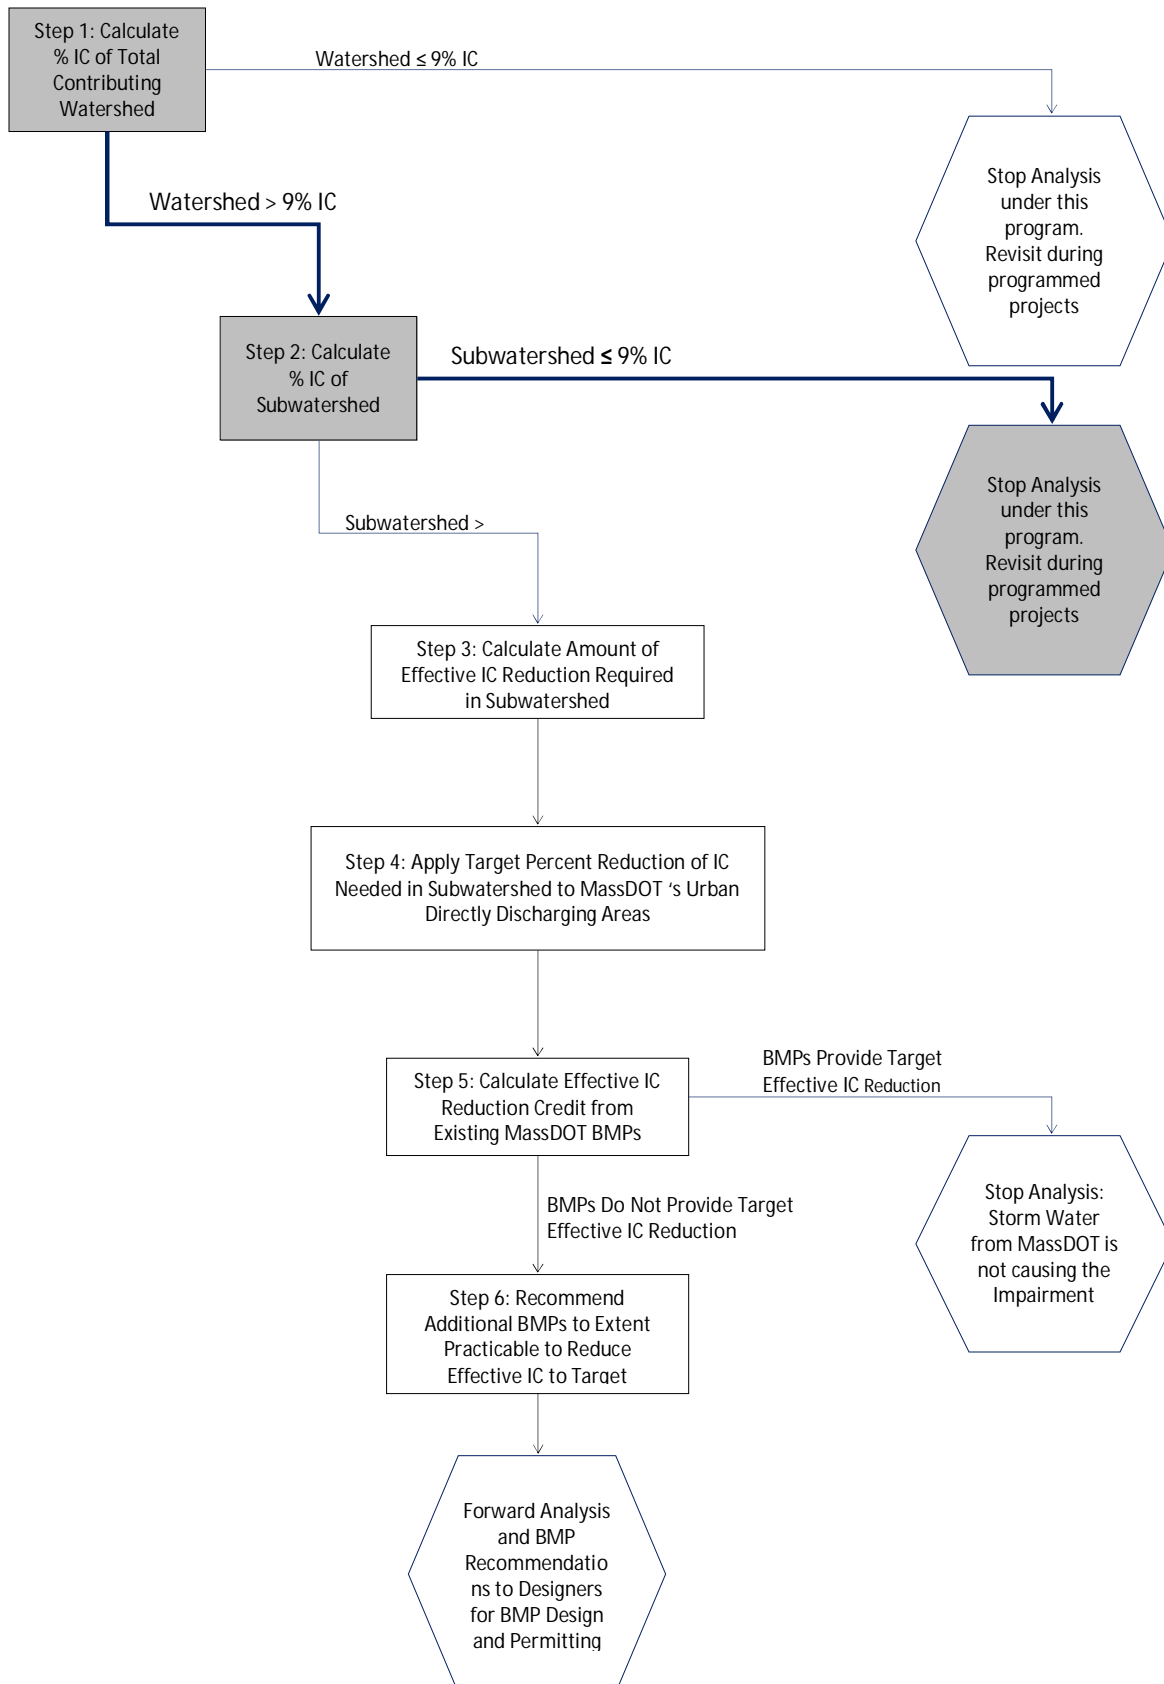 Step 1: Calculate
% IC of Total
Contributing
Watershed
Watershed ≤ 9% IC
Stop Analysis
under this
program.
Revisit during
programmed
projects
Watershed > 9% IC
Step 2: Calculate
% IC of
Subwatershed
Subwatershed ≤ 9% IC
Stop Analysis
under this
program.
Revisit during
programmed
projects
Subwatershed >
Step 3: Calculate Amount of
Effective IC Reduction Required
in Subwatershed
Step 4: Apply Target Percent Reduction of IC
Needed in Subwatershed to MassDOT ‘s Urban
Directly Discharging Areas
Step 5: Calculate Effective IC
Reduction Credit from
Existing MassDOT BMPs
BMPs Provide Target
Effective IC Reduction
Stop Analysis:
Storm Water
from MassDOT is
not causing the
Impairment
BMPs Do Not Provide Target
Effective IC Reduction
Step 6: Recommend
Additional BMPs to Extent
Practicable to Reduce
Effective IC to Target
Forward Analysis
and BMP
Recommendatio
ns to Designers
for BMP Design
and Permitting